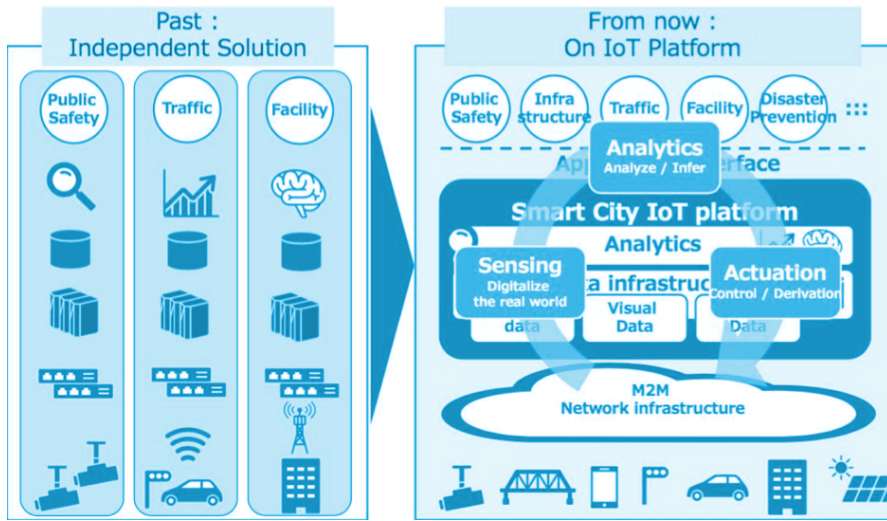 Past :
Independent Solution
Public
Safety
Traffic
Facility
From now :
On IoT Platform
Public
Safety
Infra
structure
Traffic
Facility
Disaster
Prevention
Analytics
Analyze / Infer
Smart City IoT platform
Analytics
Sensing
Digitalize
the real world
Actuation
Control / Derivation
data
Visual
Data
Data
M2M
Network infrastructure